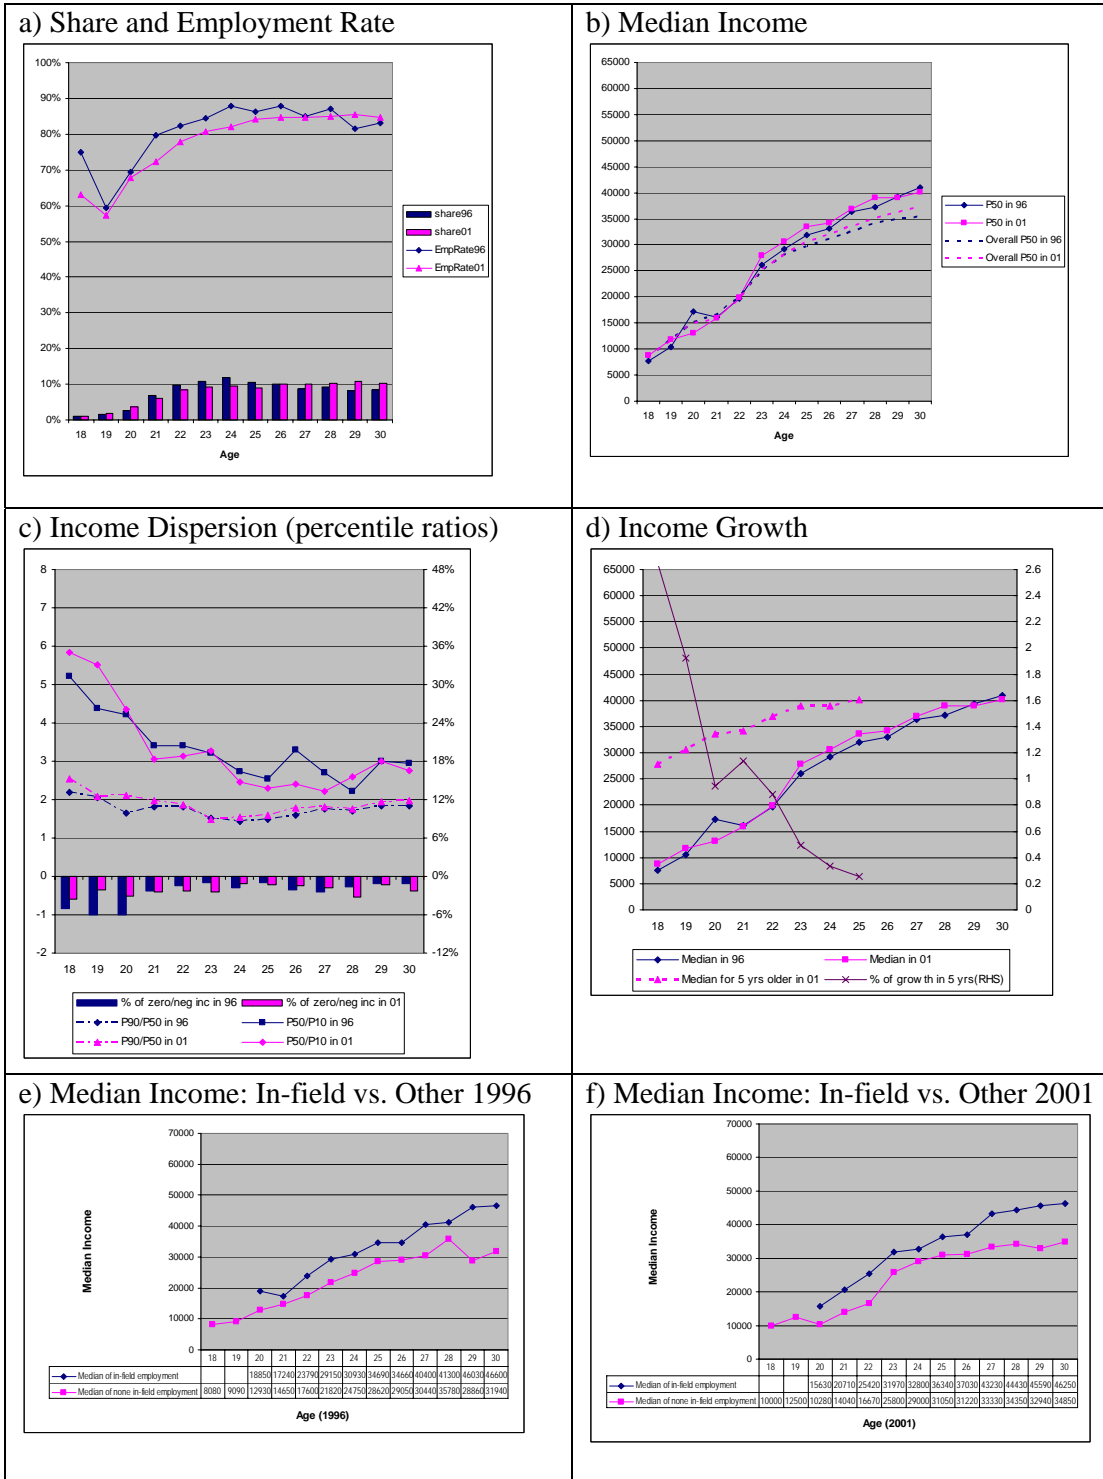 a) Share and Employment Rate
100%
90%
80%
70%
60%
50%
40%
30%
20%
10%
0%
18 19 20 21 22 23 24 25 26 27 28 29 30
Age
share96
share01
EmpRate96
EmpRate01
b) Median Income
65000
60000
55000
50000
45000
40000
35000
30000
25000
20000
15000
10000
5000
0
18 19 20 21 22 23 24 25 26 27 28 29 30
Age
P50 in 96
P50 in 01
Overall P50 in 96
Overall P50 in 01
c) Income Dispersion (percentile ratios)
8 48%
7 42%
6 36%
5 30%
4 24%
3 18%
2 12%
1 6%
0 0%
-1 -6%
-2 -12%
18 19 20 21 22 23 24 25 26 27 28 29 30
% of zero/neg inc in 96 % of zero/neg inc in 01
P90/P50 in 96 P50/P10 in 96
P90/P50 in 01 P50/P10 in 01
d) Income Growth
65000 2.6
60000 2.4
55000 2.2
50000 2
45000 1.8
40000 1.6
35000 1.4
30000 1.2
25000 1
20000 0.8
15000 0.6
10000 0.4
5000 0.2
0 0
18 19 20 21 22 23 24 25 26 27 28 29 30
Median in 96 Median in 01
Median for 5 yrs older in 01 % of growth in 5 yrs(RHS)
e) Median Income: In-field vs. Other 1996
Median Income
70000
60000
50000
40000
30000
20000
10000
0
18 19 20 21 22 23 24 25 26 27 28 29 30
Median of in-field employment 18850 17240 23790 29150 30930 34690 34660 40400 41300 46030 46600
Median of none in-field employment 8080 9090 12930 14650 17600 21820 24750 28620 29050 30440 35780 28860 31940
Age (1996)
f) Median Income: In-field vs. Other 2001
Median Income
70000
60000
50000
40000
30000
20000
10000
0
18 19 20 21 22 23 24 25 26 27 28 29 30
Median of in-field employment 15630 20710 25420 31970 32800 36340 37030 43230 44430 45590 46250
Median of none in-field employment 10000 12500 10280 14040 16670 25800 29000 31050 31220 33330 34350 32940 34850
Age (2001)